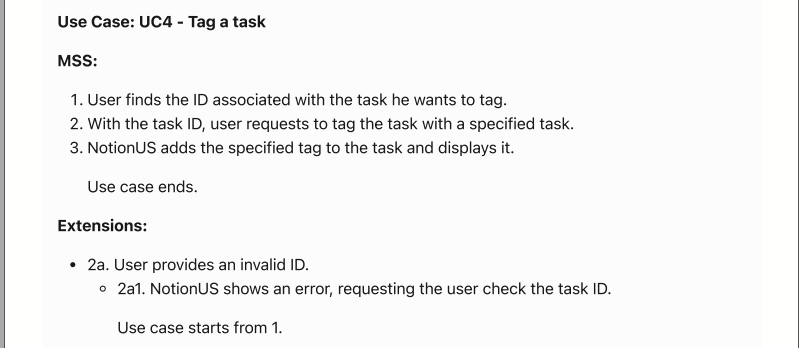 Use Case: UC4 - Tag a task
MSS:
1. User finds the ID associated with the task he wants to tag.
2. With the task ID, user requests to tag the task with a specified task.
3. NotionUS adds the specified tag to the task and displays it.
Use case ends.
Extensions:
• 2a. User provides an invalid ID.
◦ 2a1. NotionUS shows an error, requesting the user check the task ID.
Use case starts from 1.